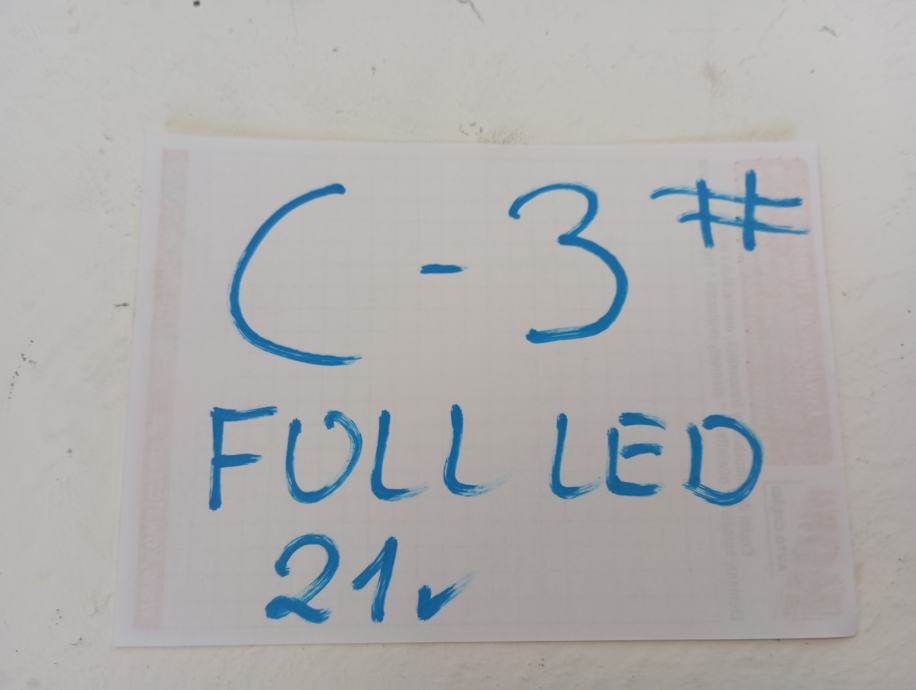 C - 3 #
FULL LED
21✓